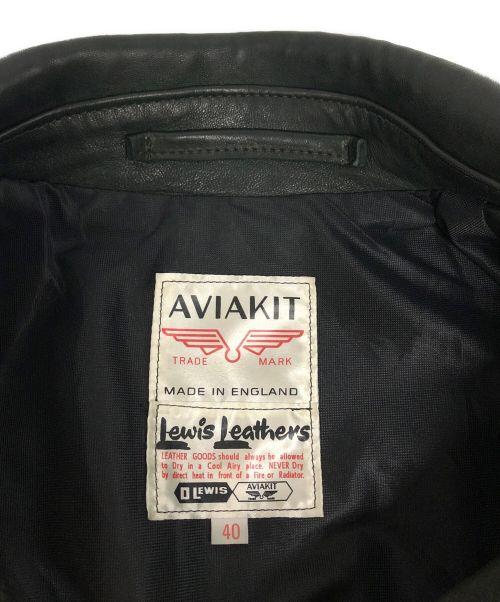 AVIAKIT
TRADE MARK
MADE IN ENGLAND
Lewis Leathers
LEATHER GOODS should always be allowed
to Dry in a Cool Airy place. NEVER Dry
by direct heat in front of a Fire or Radiator.
D LEWIS AVIAKIT
40